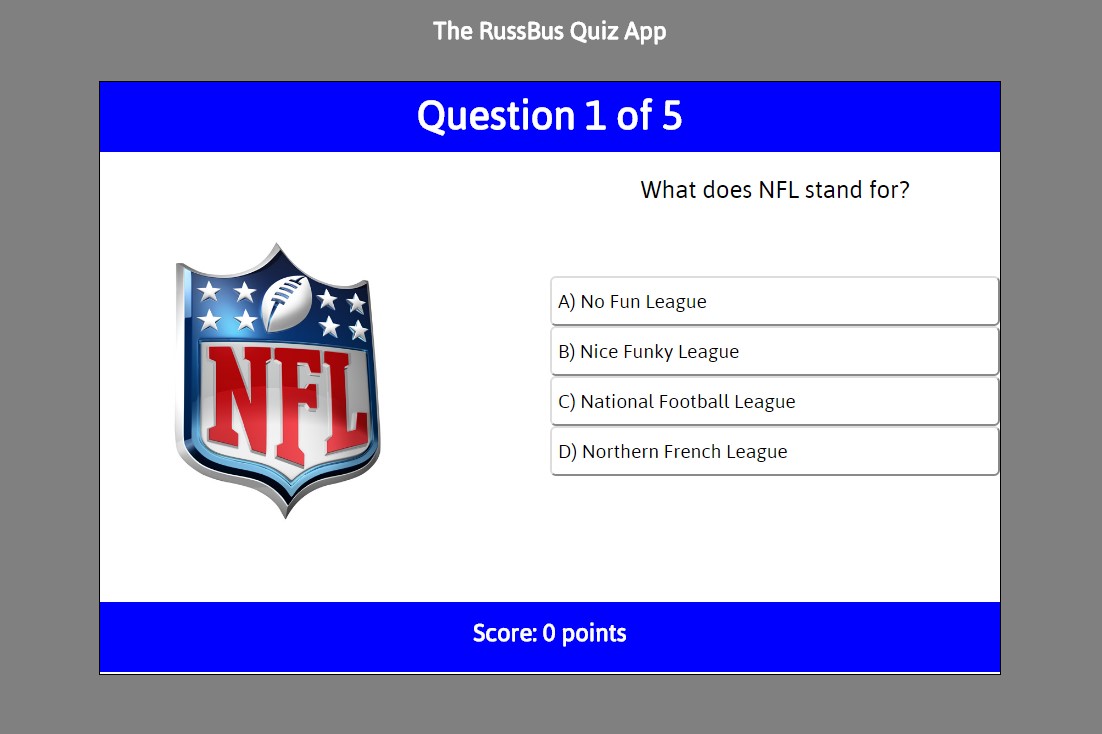 The RussBus Quiz App
Question 1 of 5
What does NFL stand for?
NFL
A) No Fun League
B) Nice Funky League
C) National Football League
D) Northern French League
Score: 0 points